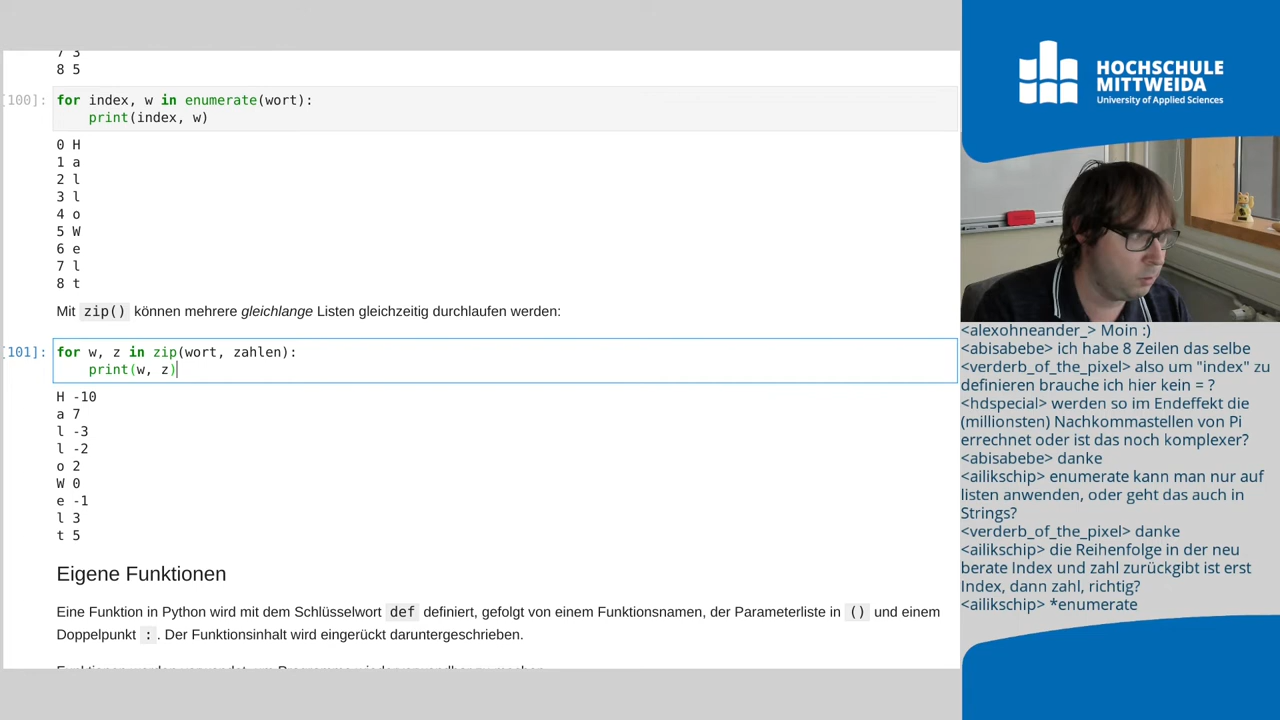 7 3
8 5
[100]:
for index, w in enumerate(wort):
    print(index, w)
0 H
1 a
2 l
3 l
4 o
5 W
6 e
7 l
8 t
Mit zip() können mehrere gleichlange Listen gleichzeitig durchlaufen werden:
[101]:
for w, z in zip(wort, zahlen):
    print(w, z)
H -10
a 7
l -3
l -2
o 2
W 0
e -1
l 3
t 5
Eigene Funktionen
Eine Funktion in Python wird mit dem Schlüsselwort def definiert, gefolgt von einem Funktionsnamen, der Parameterliste in () und einem
Doppelpunkt :. Der Funktionsinhalt wird eingerückt daruntergeschrieben.
HOCHSCHULE
MITTWEIDA
University of Applied Sciences
<alexohneander_> Moin :)
<abisabebe> ich habe 8 Zeilen das selbe
<verderb_of_the_pixel> also um "index" zu
definieren brauche ich hier kein = ?
<hdspecial> werden so im Endeffekt die
(millionsten) Nachkommastellen von Pi
errechnet oder ist das noch komplexer?
<abisabebe> danke
<ailikschip> enumerate kann man nur auf
listen anwenden, oder geht das auch in
Strings?
<verderb_of_the_pixel> danke
<ailikschip> die Reihenfolge in der neu
berate Index und zahl zurückgibt ist erst
Index, dann zahl, richtig?
<ailikschip> *enumerate